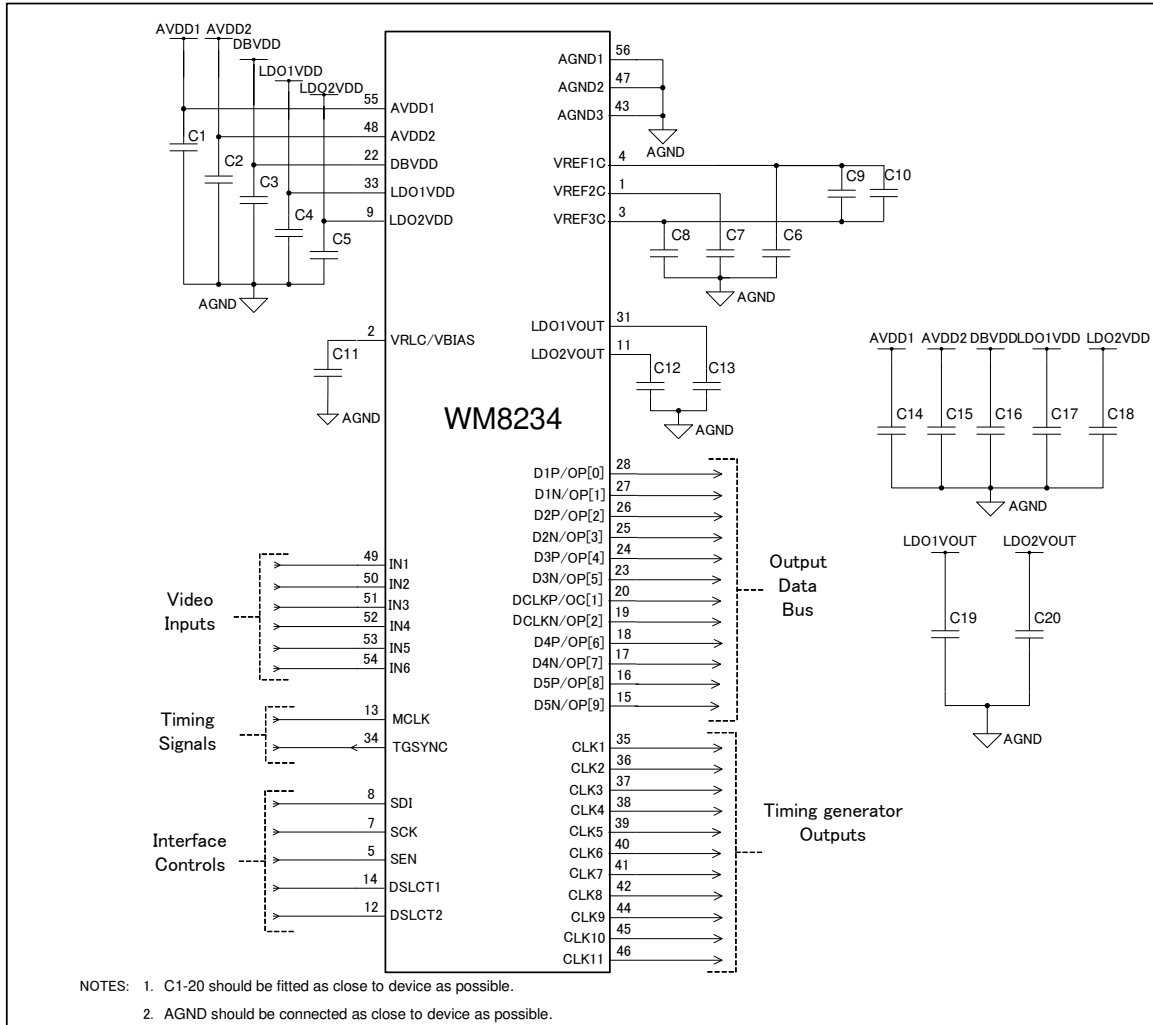 AVDD1
AVDD2
DBVDD
LDO1VDD
LDO2VDD
C1
C2
C3
C4
C5
AGND
55 AVDD1
48 AVDD2
22 DBVDD
33 LDO1VDD
9 LDO2VDD
2 VRLC/VBIAS
C11
AGND
WM8234
AGND1 56
AGND2 47
AGND3 43
AGND
VREF1C 4
VREF2C 1
VREF3C 3
C9
C10
C8
C7
C6
AGND
LDO1VOUT 31
LDO2VOUT 11
C12
C13
AGND
AVDD1
AVDD2
DBVDD
LDO1VDD
LDO2VDD
C14
C15
C16
C17
C18
AGND
LDO1VOUT
LDO2VOUT
C19
C20
AGND
Video
Inputs
49 IN1
50 IN2
51 IN3
52 IN4
53 IN5
54 IN6
Timing
Signals
13 MCLK
34 TGSYNC
Interface
Controls
8 SDI
7 SCK
5 SEN
14 DSLCT1
12 DSLCT2
D1P/OP[0] 28
D1N/OP[1] 27
D2P/OP[2] 26
D2N/OP[3] 25
D3P/OP[4] 24
D3N/OP[5] 23
DCLKP/OC[1] 20
DCLKN/OP[2] 19
D4P/OP[6] 18
D4N/OP[7] 17
D5P/OP[8] 16
D5N/OP[9] 15
Output
Data
Bus
CLK1 35
CLK2 36
CLK3 37
CLK4 38
CLK5 39
CLK6 40
CLK7 41
CLK8 42
CLK9 44
CLK10 45
CLK11 46
Timing generator
Outputs
NOTES: 1. C1-20 should be fitted as close to device as possible.
2. AGND should be connected as close to device as possible.